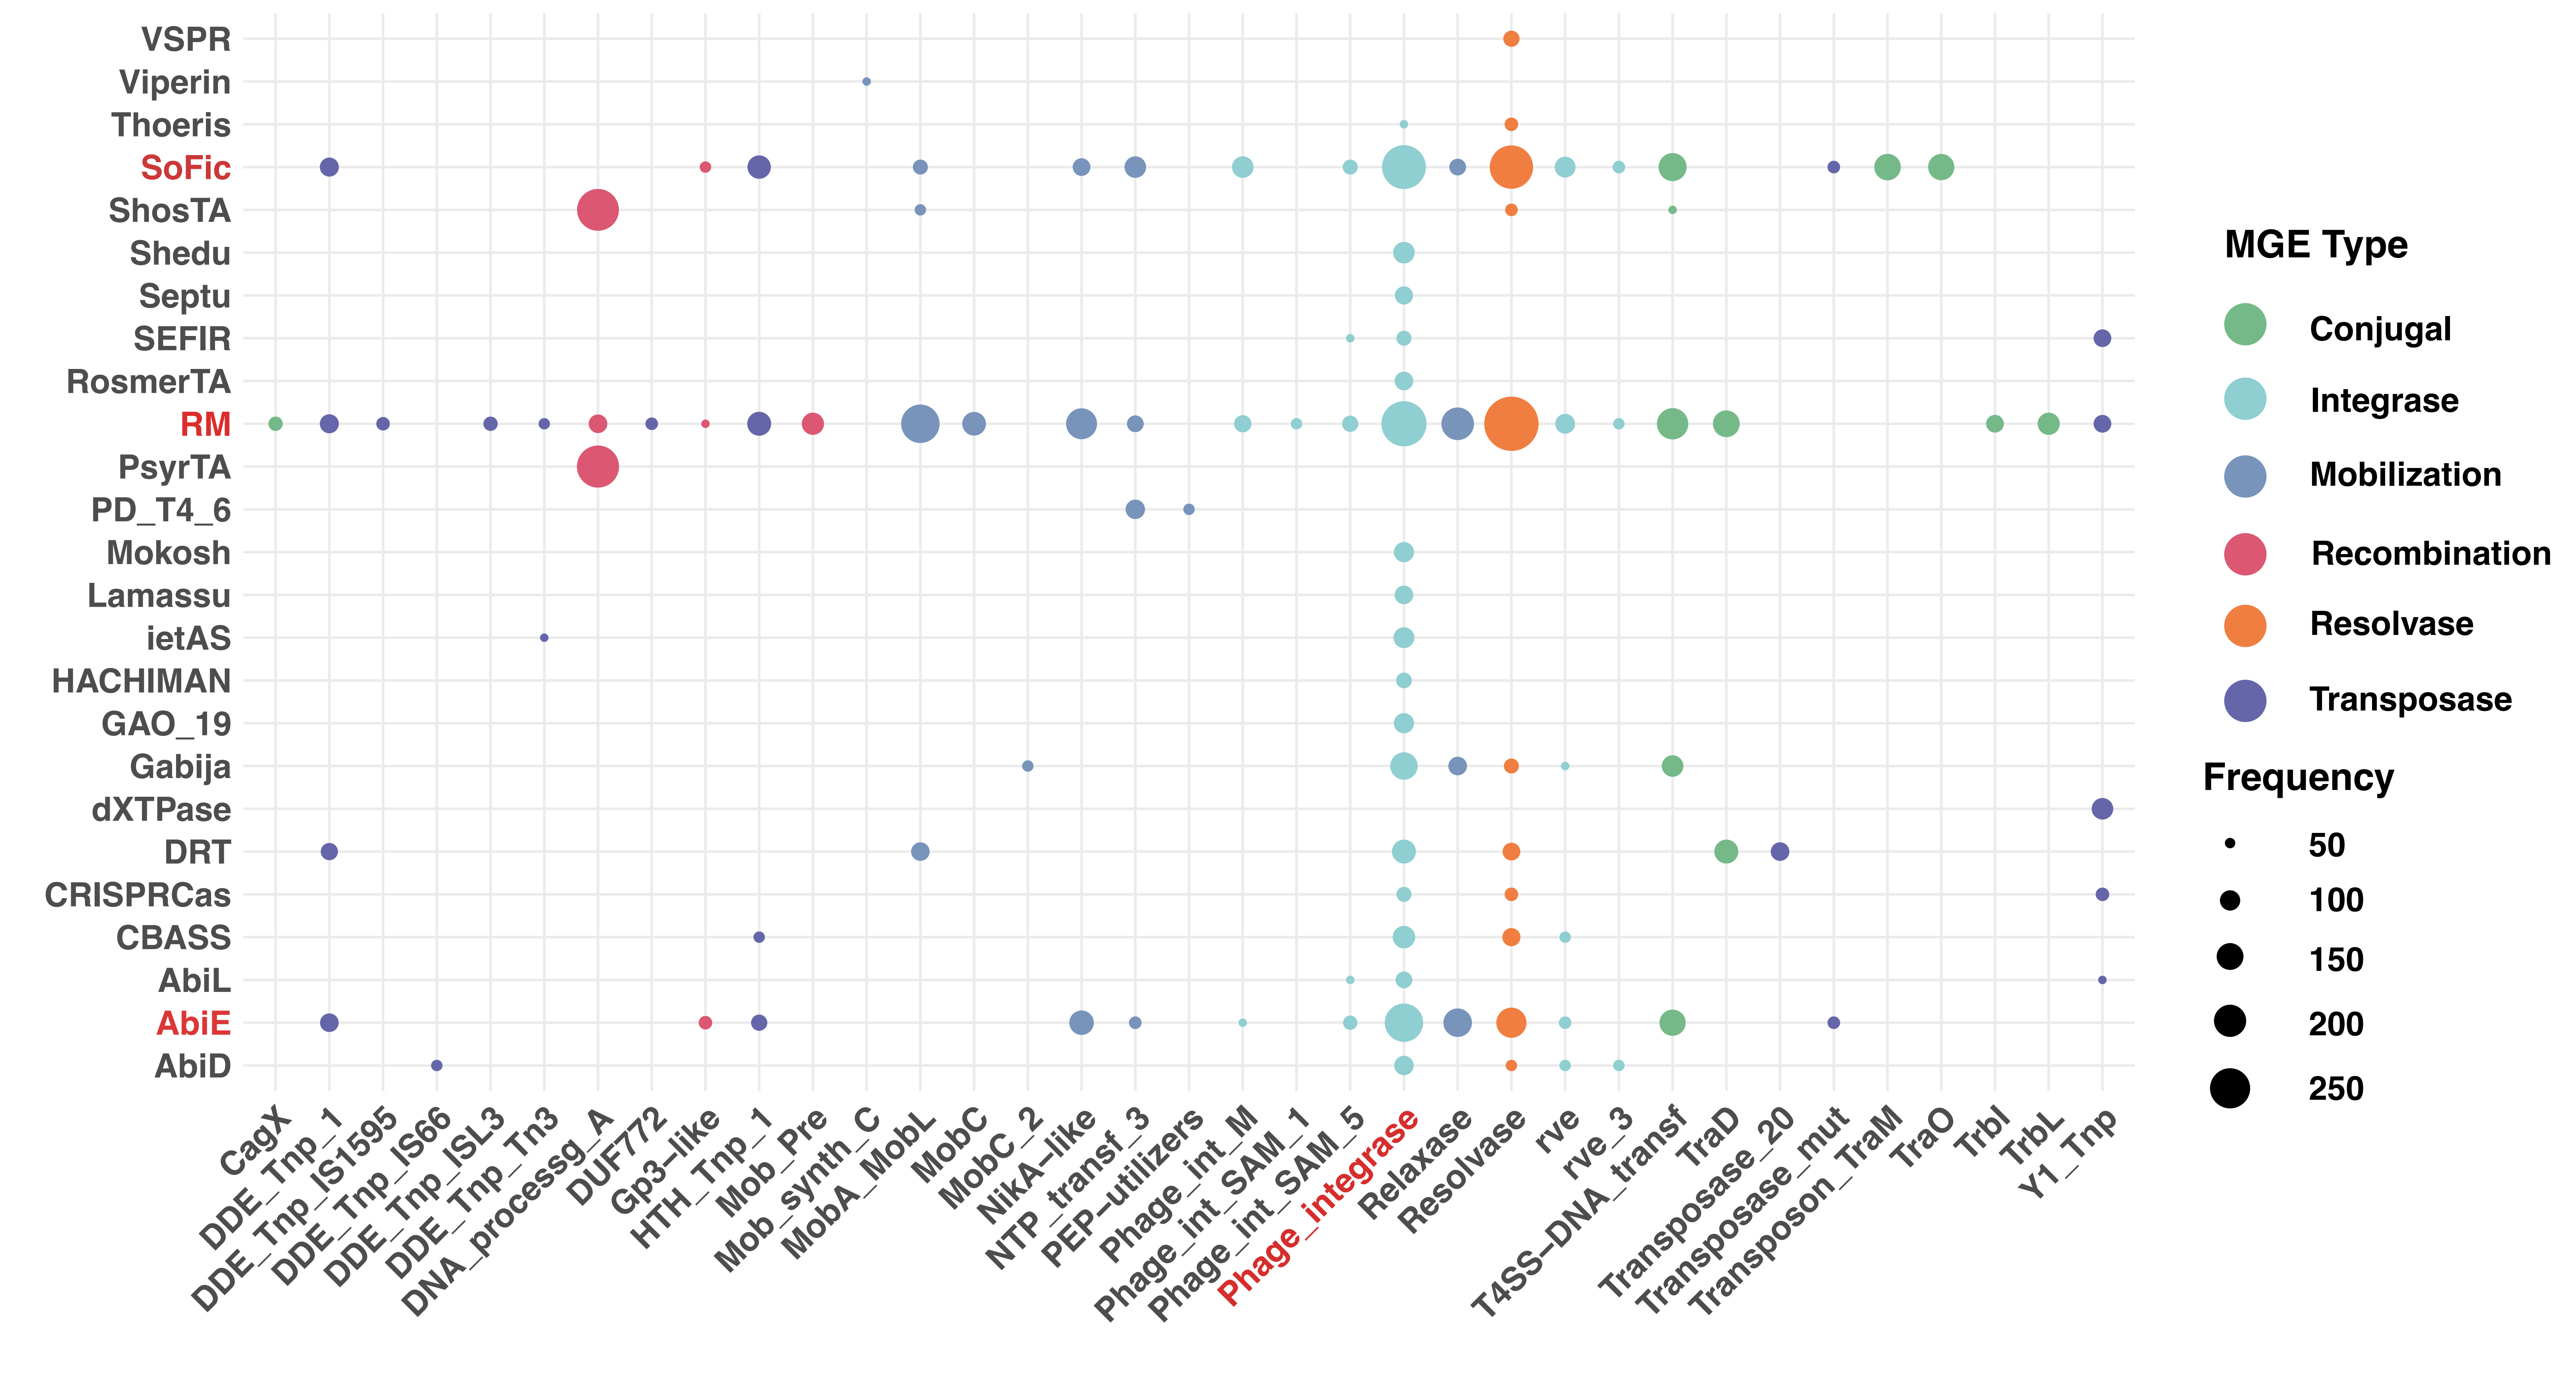 VSPR
Viperin
Thoeris
SoFic
ShosTA
Shedu
Septu
SEFIR
RosmerTA
RM
PsyrTA
PD_T4_6
Mokosh
Lamassu
ietAS
HACHIMAN
GAO_19
Gabija
dXTPase
DRT
CRISPRCas
CBASS
AbiL
AbiE
AbiD
CagX
DDE_Tnp_1
DDE_Tnp_IS1595
DDE_Tnp_IS66
DDE_Tnp_ISL3
DDE_Tnp_Tn3
DNA_processg_A
DUF772
Gp3−like
HTH_Tnp_1
Mob_Pre
Mob_synth_C
MobA_MobL
MobC
MobC_2
NikA−like
NTP_transf_3
PEP−utilizers
Phage_int_M
Phage_int_SAM_1
Phage_int_SAM_5
Phage_integrase
Relaxase
Resolvase
rve
rve_3
T4SS−DNA_transf
TraD
Transposase_20
Transposase_mut
Transposon_TraM
TraO
TrbI
TrbL
Y1_Tnp
MGE Type
Conjugal
Integrase
Mobilization
Recombination
Resolvase
Transposase
Frequency
50
100
150
200
250